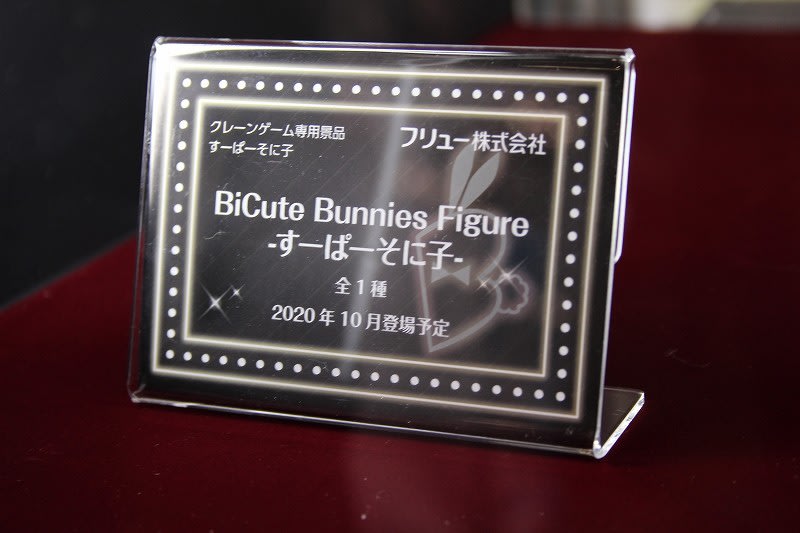 クレーンゲーム専用景品
すーぱーそに子
フリュー株式会社
BiCute Bunnies Figure
-すーぱーそに子-
全1種
2020年10月登場予定